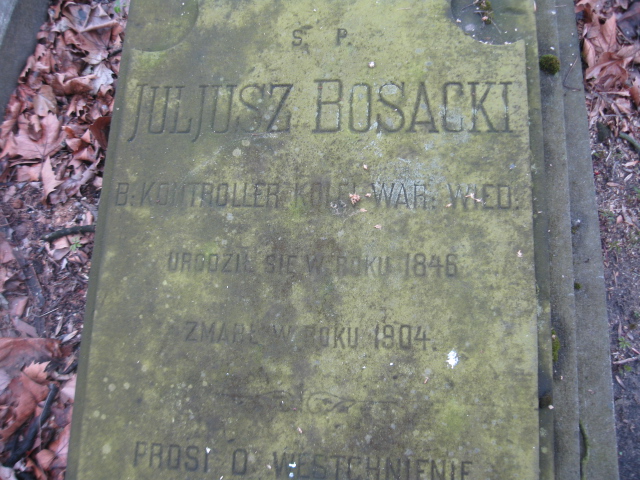 Ś. P.
JULJUSZ BOSACKI
B: KONTROLLER KOLEI WAR: WIED.
URODZIŁ SIĘ W ROKU 1846
ZMARŁ W ROKU 1904.
PROSI O WESTCHNIENIE